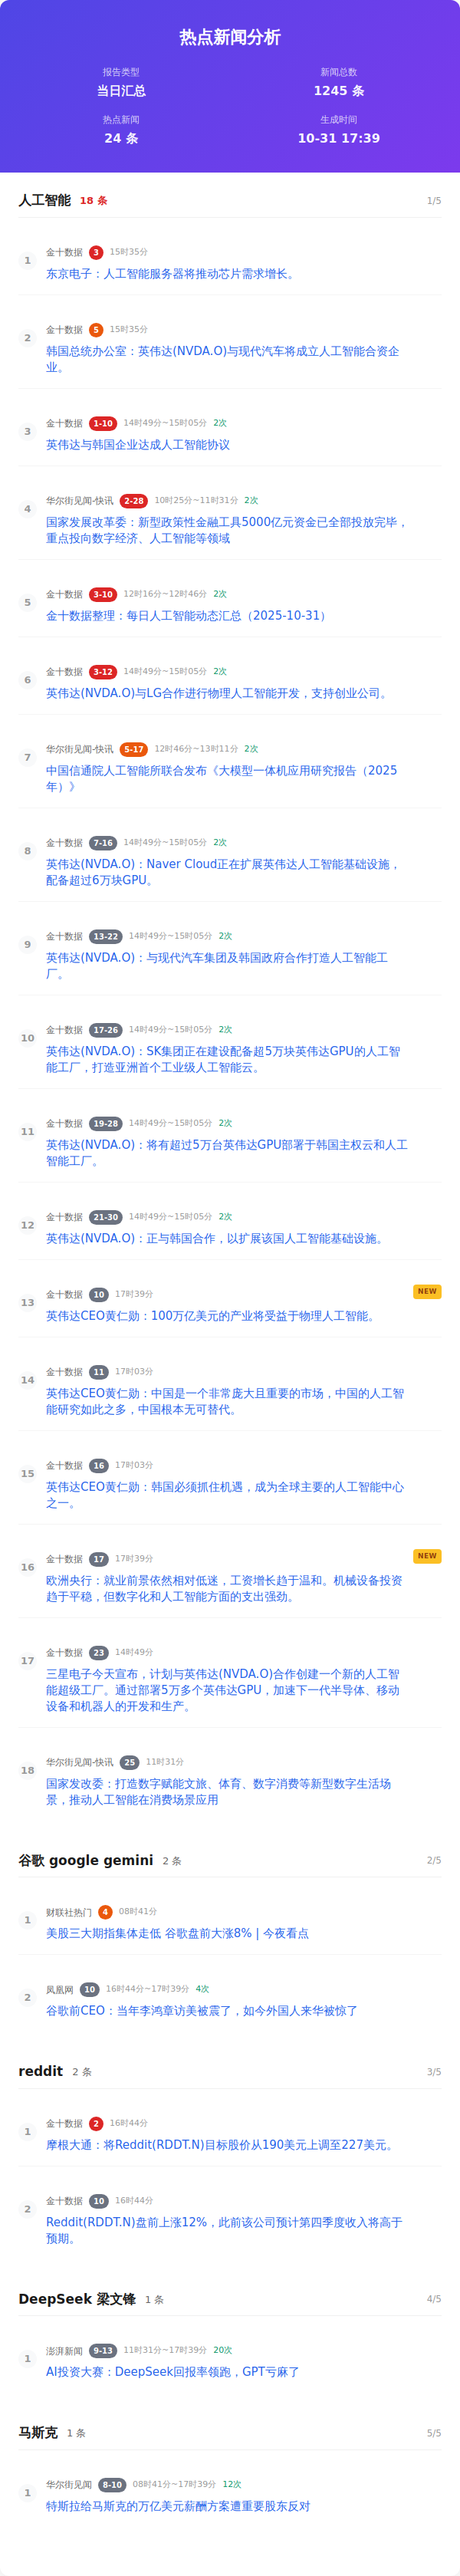 热点新闻分析
报告类型
当日汇总
新闻总数
1245 条
热点新闻
24 条
生成时间
10-31 17:39
人工智能 18 条 1/5
1
金十数据 3 15时35分
东京电子：人工智能服务器将推动芯片需求增长。
2
金十数据 5 15时35分
韩国总统办公室：英伟达(NVDA.O)与现代汽车将成立人工智能合资企
业。
3
金十数据 1-10 14时49分~15时05分 2次
英伟达与韩国企业达成人工智能协议
4
华尔街见闻-快讯 2-28 10时25分~11时31分 2次
国家发展改革委：新型政策性金融工具5000亿元资金已全部投放完毕，
重点投向数字经济、人工智能等领域
5
金十数据 3-10 12时16分~12时46分 2次
金十数据整理：每日人工智能动态汇总（2025-10-31）
6
金十数据 3-12 14时49分~15时05分 2次
英伟达(NVDA.O)与LG合作进行物理人工智能开发，支持创业公司。
7
华尔街见闻-快讯 5-17 12时46分~13时11分 2次
中国信通院人工智能所联合发布《大模型一体机应用研究报告（2025
年）》
8
金十数据 7-16 14时49分~15时05分 2次
英伟达(NVDA.O)：Naver Cloud正在扩展英伟达人工智能基础设施，
配备超过6万块GPU。
9
金十数据 13-22 14时49分~15时05分 2次
英伟达(NVDA.O)：与现代汽车集团及韩国政府合作打造人工智能工
厂。
10
金十数据 17-26 14时49分~15时05分 2次
英伟达(NVDA.O)：SK集团正在建设配备超5万块英伟达GPU的人工智
能工厂，打造亚洲首个工业级人工智能云。
11
金十数据 19-28 14时49分~15时05分 2次
英伟达(NVDA.O)：将有超过5万台英伟达GPU部署于韩国主权云和人工
智能工厂。
12
金十数据 21-30 14时49分~15时05分 2次
英伟达(NVDA.O)：正与韩国合作，以扩展该国人工智能基础设施。
13
金十数据 10 17时39分 NEW
英伟达CEO黄仁勋：100万亿美元的产业将受益于物理人工智能。
14
金十数据 11 17时03分
英伟达CEO黄仁勋：中国是一个非常庞大且重要的市场，中国的人工智
能研究如此之多，中国根本无可替代。
15
金十数据 16 17时03分
英伟达CEO黄仁勋：韩国必须抓住机遇，成为全球主要的人工智能中心
之一。
16
金十数据 17 17时39分 NEW
欧洲央行：就业前景依然相对低迷，工资增长趋于温和。机械设备投资
趋于平稳，但数字化和人工智能方面的支出强劲。
17
金十数据 23 14时49分
三星电子今天宣布，计划与英伟达(NVDA.O)合作创建一个新的人工智
能超级工厂。通过部署5万多个英伟达GPU，加速下一代半导体、移动
设备和机器人的开发和生产。
18
华尔街见闻-快讯 25 11时31分
国家发改委：打造数字赋能文旅、体育、数字消费等新型数字生活场
景，推动人工智能在消费场景应用
谷歌 google gemini 2 条 2/5
1
财联社热门 4 08时41分
美股三大期指集体走低 谷歌盘前大涨8% | 今夜看点
2
凤凰网 10 16时44分~17时39分 4次
谷歌前CEO：当年李鸿章访美被震了，如今外国人来华被惊了
reddit 2 条 3/5
1
金十数据 2 16时44分
摩根大通：将Reddit(RDDT.N)目标股价从190美元上调至227美元。
2
金十数据 10 16时44分
Reddit(RDDT.N)盘前上涨12%，此前该公司预计第四季度收入将高于
预期。
DeepSeek 梁文锋 1 条 4/5
1
澎湃新闻 9-13 11时31分~17时39分 20次
AI投资大赛：DeepSeek回报率领跑，GPT亏麻了
马斯克 1 条 5/5
1
华尔街见闻 8-10 08时41分~17时39分 12次
特斯拉给马斯克的万亿美元薪酬方案遭重要股东反对